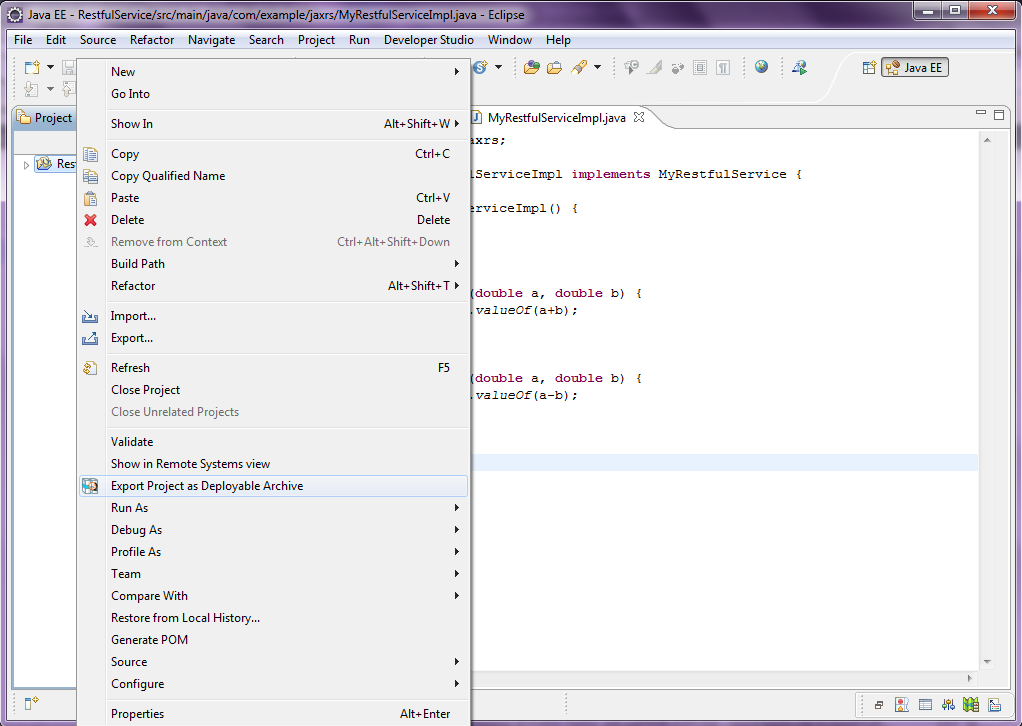 Java EE - RestfulService/src/main/java/com/example/jaxrs/MyRestfulServiceImpl.java - Eclipse
File Edit Source Refactor Navigate Search Project Run Developer Studio Window Help
Java EE
Project
MyRestfulServiceImpl.java
Res
New
Go Into
Show In Alt+Shift+W
Copy Ctrl+C
Copy Qualified Name
Paste Ctrl+V
Delete Delete
Remove from Context Ctrl+Alt+Shift+Down
Build Path
Refactor Alt+Shift+T
Import...
Export...
Refresh F5
Close Project
Close Unrelated Projects
Validate
Show in Remote Systems view
Export Project as Deployable Archive
Run As
Debug As
Profile As
Team
Compare With
Restore from Local History...
Generate POM
Source
Configure
Properties Alt+Enter
axrs;
lServiceImpl implements MyRestfulService {
erviceImpl() {
(double a, double b) {
.valueOf(a+b);
(double a, double b) {
.valueOf(a-b);